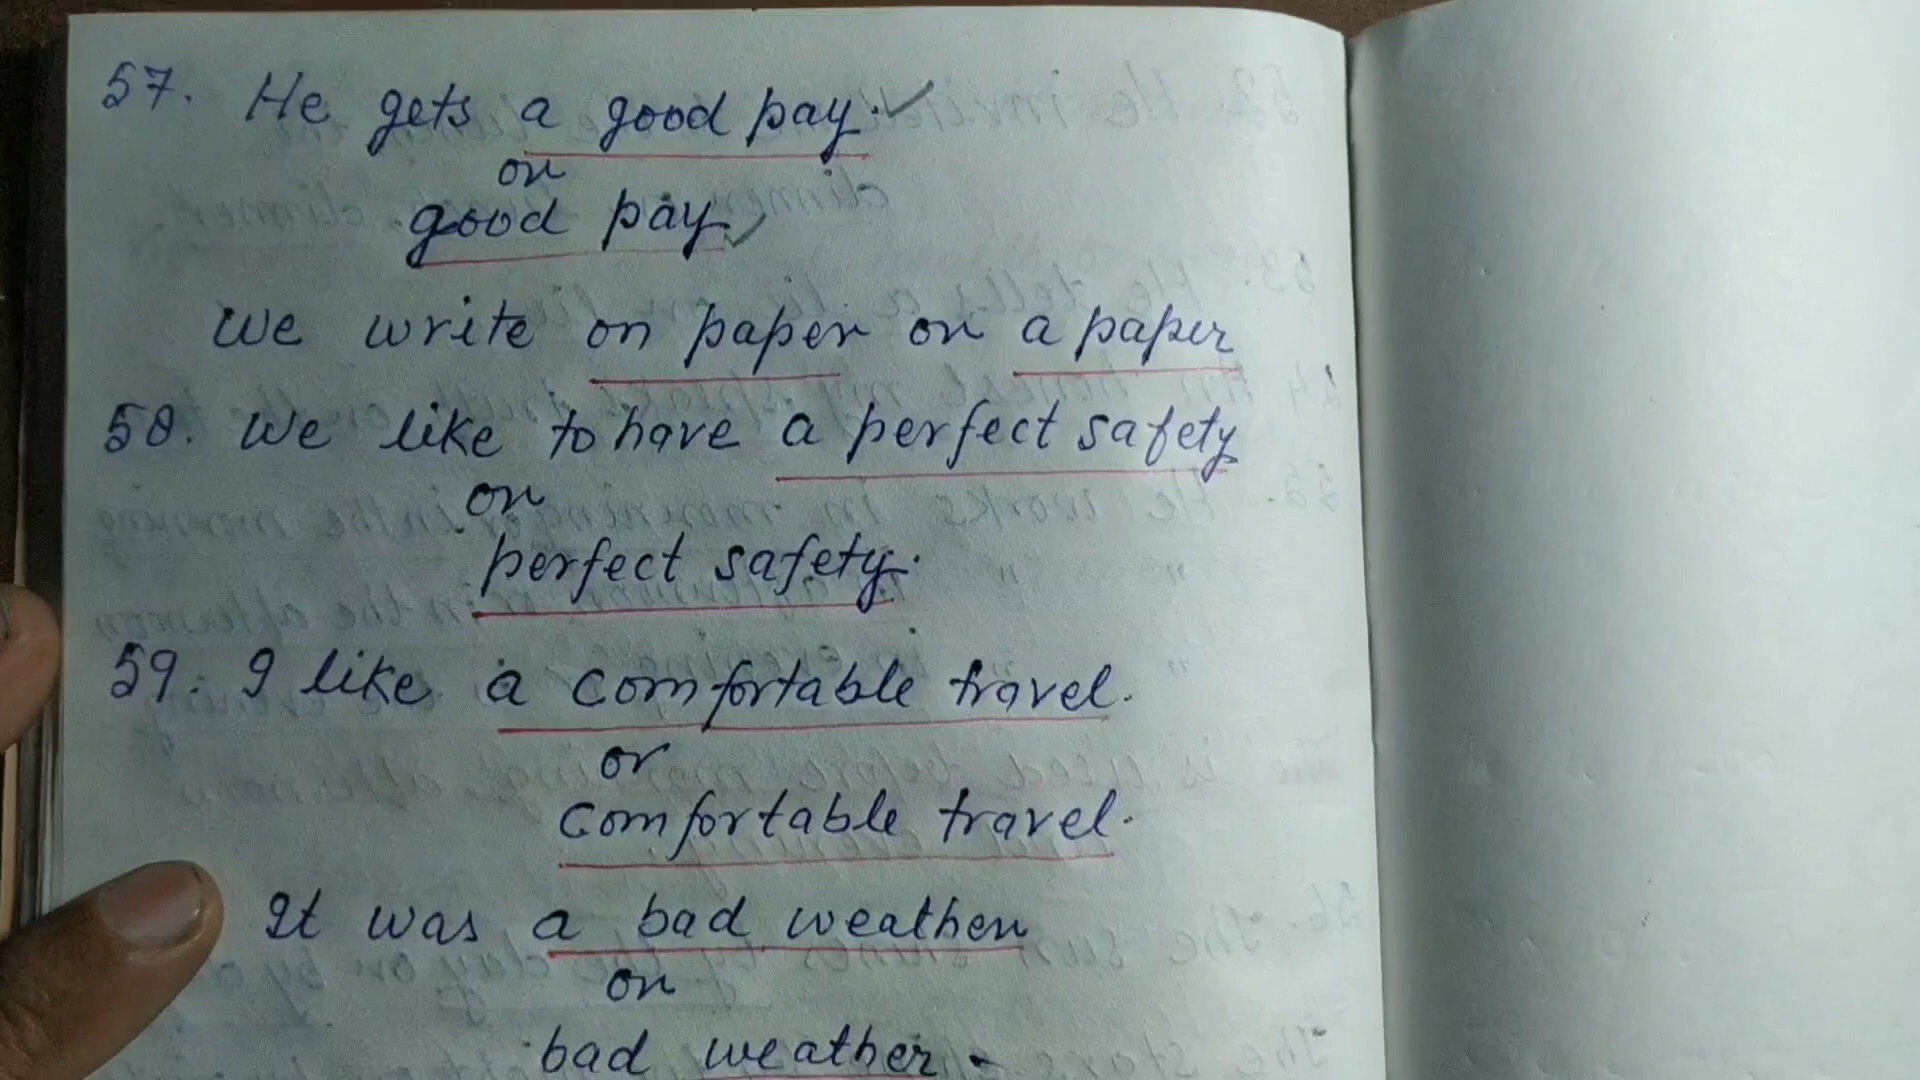 57. He gets a good pay.
or
good pay
We write on paper or a paper
58. We like to have a perfect safety
or
perfect safety.
59. I like a comfortable travel.
or
comfortable travel.
It was a bad weather
or
bad weather